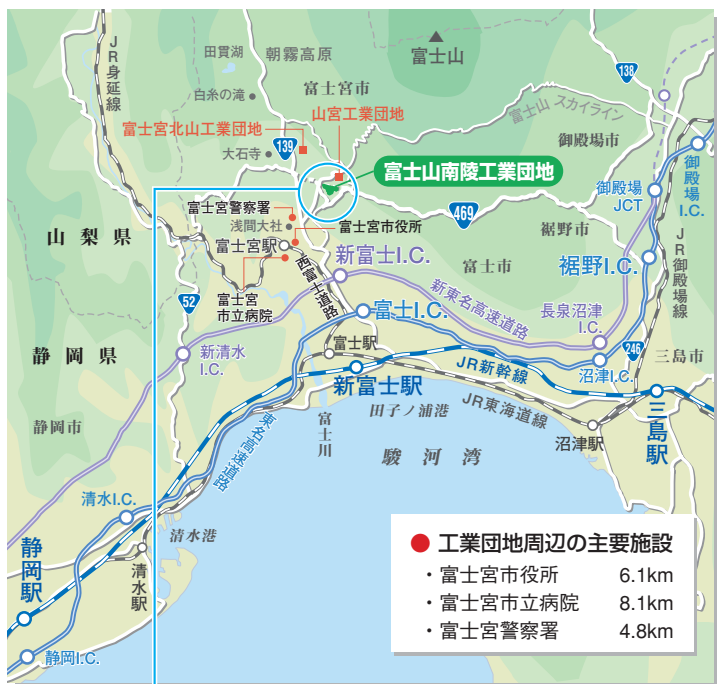 JR身延線
田貫湖
朝霧高原
富士山
138
白糸の滝
富士宮市
山宮工業団地
富士山 スカイライン
富士宮北山工業団地
139
大石寺
御殿場市
富士山南陵工業団地
御殿場I.C.
御殿場
JCT
469
富士宮警察署
浅間大社
富士宮市役所
裾野市
山梨県
富士宮駅
新富士I.C.
富士市
裾野I.C.
JR御殿場線
西富士道路
富士宮
市立病院
52
新東名高速道路
富士I.C.
長泉沼津
I.C.
静岡県
新清水
I.C.
富士駅
246
三島市
JR新幹線
沼津I.C.
新富士駅
田子ノ浦港
JR東海道線
三島駅
静岡市
東名高速道路
富士川
駿河湾
沼津駅
清水I.C.
清水港
静岡駅
清水駅
静岡I.C.
● 工業団地周辺の主要施設
・富士宮市役所 6.1km
・富士宮市立病院 8.1km
・富士宮警察署 4.8km